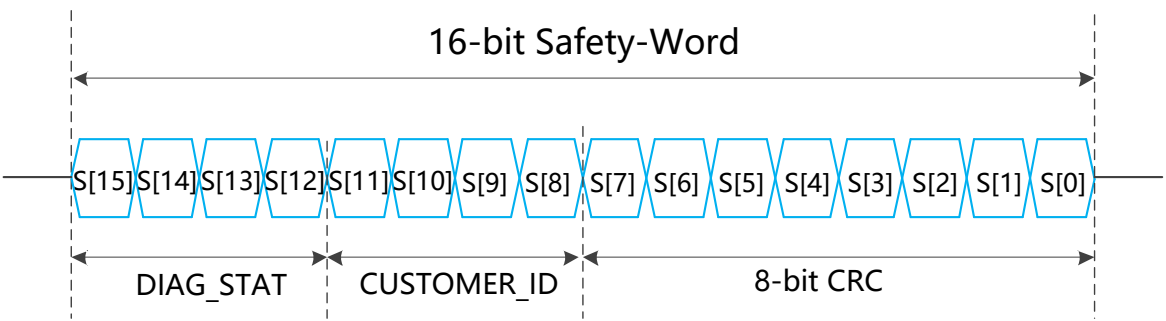 16-bit Safety-Word
S[15] S[14] S[13] S[12] S[11] S[10] S[9] S[8] S[7] S[6] S[5] S[4] S[3] S[2] S[1] S[0]
DIAG_STAT CUSTOMER_ID 8-bit CRC